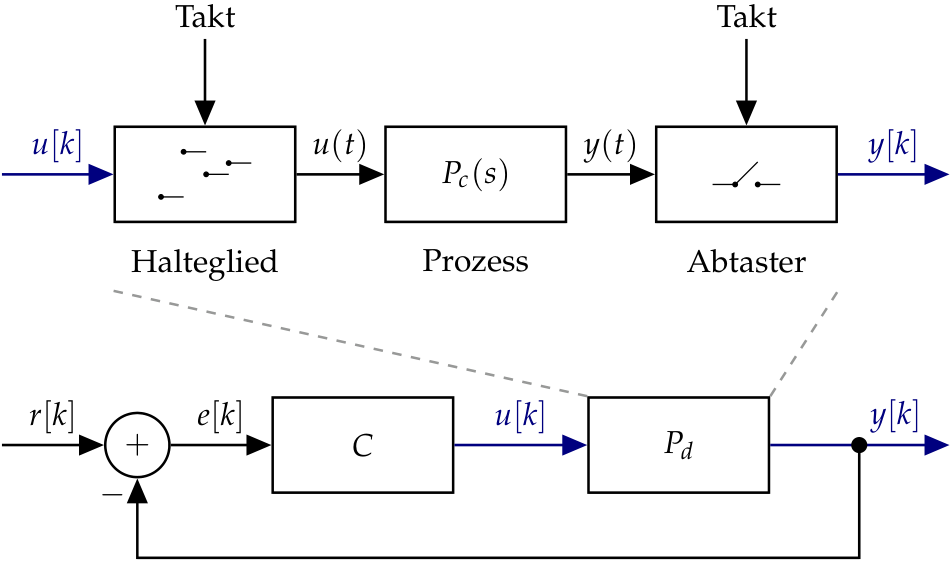 Takt Takt
u[k] u(t) P_c(s) y(t) y[k]
Halteglied Prozess Abtaster
r[k] + e[k] C u[k] P_d y[k]
−